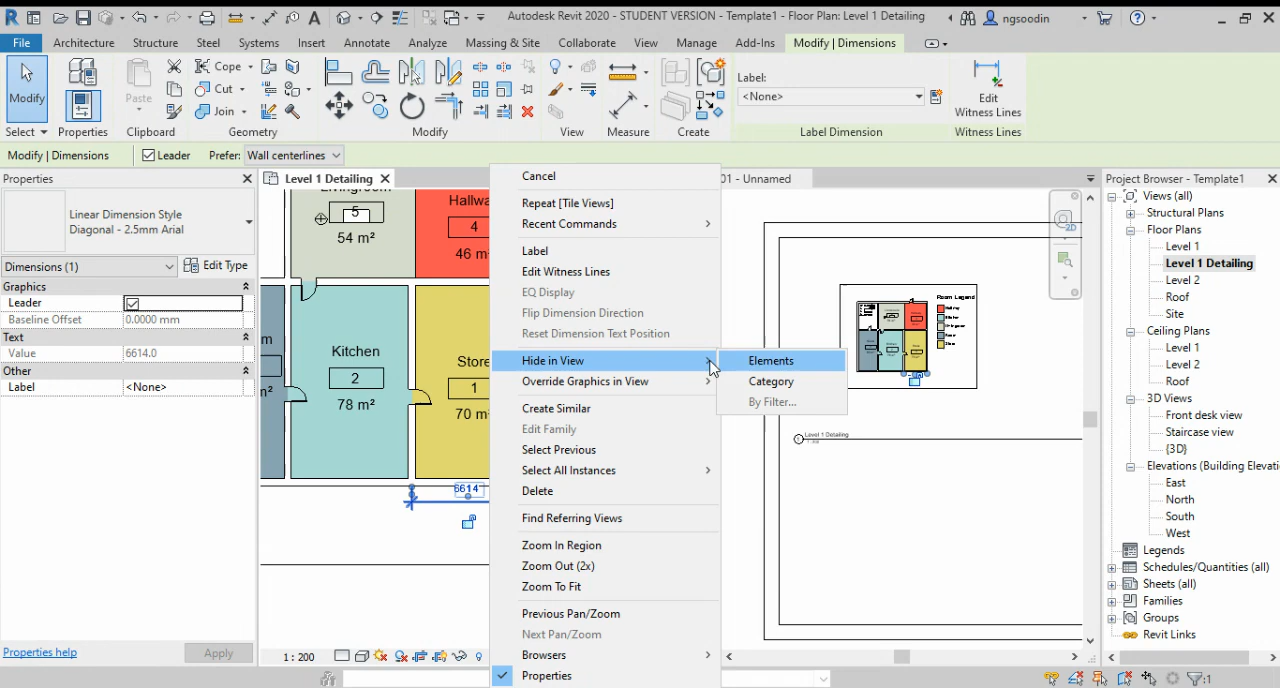 Autodesk Revit 2020 - STUDENT VERSION - Template1 - Floor Plan: Level 1 Detailing
ngsoodin
File
Architecture
Structure
Steel
Systems
Insert
Annotate
Analyze
Massing & Site
Collaborate
View
Manage
Add-Ins
Modify | Dimensions
Modify
Paste
Cope
Cut
Join
Label:
<None>
Edit
Witness Lines
Select
Properties
Clipboard
Geometry
Modify
View
Measure
Create
Label Dimension
Witness Lines
Modify | Dimensions
Leader
Prefer:
Wall centerlines
Properties
Linear Dimension Style
Diagonal - 2.5mm Arial
Dimensions (1)
Edit Type
Graphics
Leader
Baseline Offset
0.0000 mm
Text
Value
6614.0
Other
Label
<None>
Properties help
Apply
Level 1 Detailing
Livingroom
5
54 m²
Hallwa
4
46 m
m
m²
Kitchen
2
78 m²
Store
1
70 m
6614
1 : 200
Cancel
Repeat [Tile Views]
Recent Commands
Label
Edit Witness Lines
EQ Display
Flip Dimension Direction
Reset Dimension Text Position
Hide in View
Override Graphics in View
Create Similar
Edit Family
Select Previous
Select All Instances
Delete
Find Referring Views
Zoom In Region
Zoom Out (2x)
Zoom To Fit
Previous Pan/Zoom
Next Pan/Zoom
Browsers
Properties
Elements
Category
By Filter...
01 - Unnamed
2D
Room Legend
Level 1 Detailing
:1
Project Browser - Template1
Views (all)
Structural Plans
Floor Plans
Level 1
Level 1 Detailing
Level 2
Roof
Site
Ceiling Plans
Level 1
Level 2
Roof
3D Views
Front desk view
Staircase view
{3D}
Elevations (Building Elevati
East
North
South
West
Legends
Schedules/Quantities (all)
Sheets (all)
Families
Groups
Revit Links